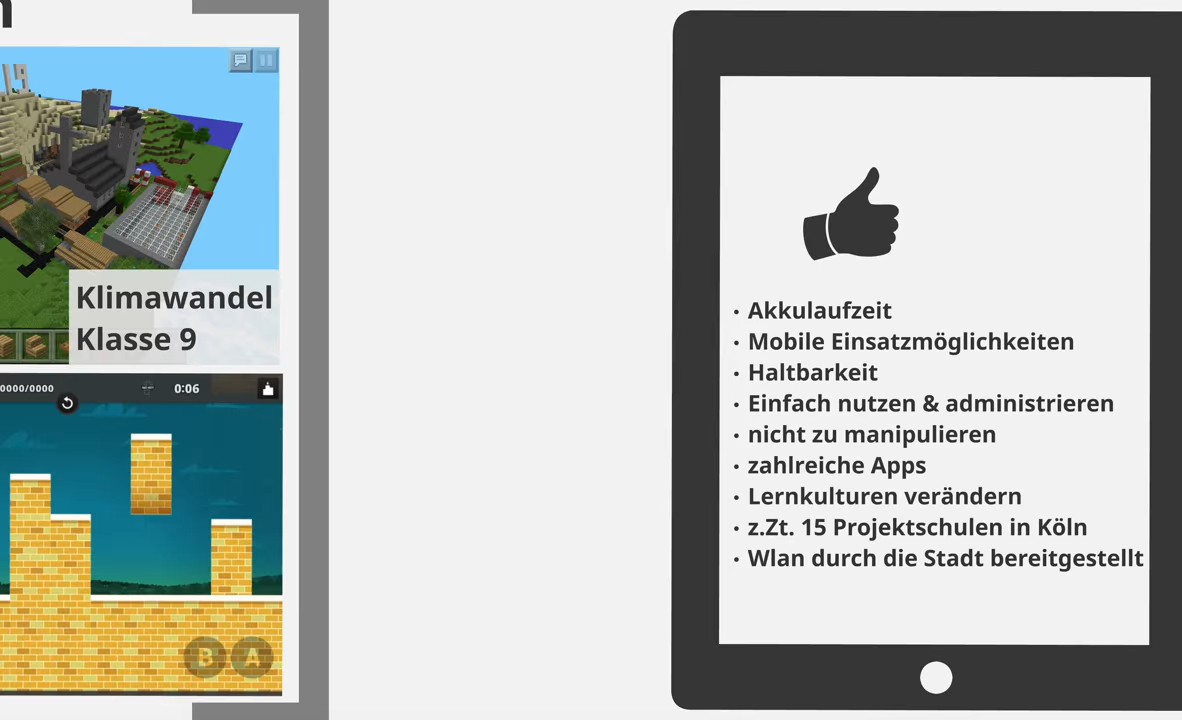 19
Klimawandel
Klasse 9
0000/0000
0:06
B A
• Akkulaufzeit
• Mobile Einsatzmöglichkeiten
• Haltbarkeit
• Einfach nutzen & administrieren
• nicht zu manipulieren
• zahlreiche Apps
• Lernkulturen verändern
• z.Zt. 15 Projektschulen in Köln
• Wlan durch die Stadt bereitgestellt